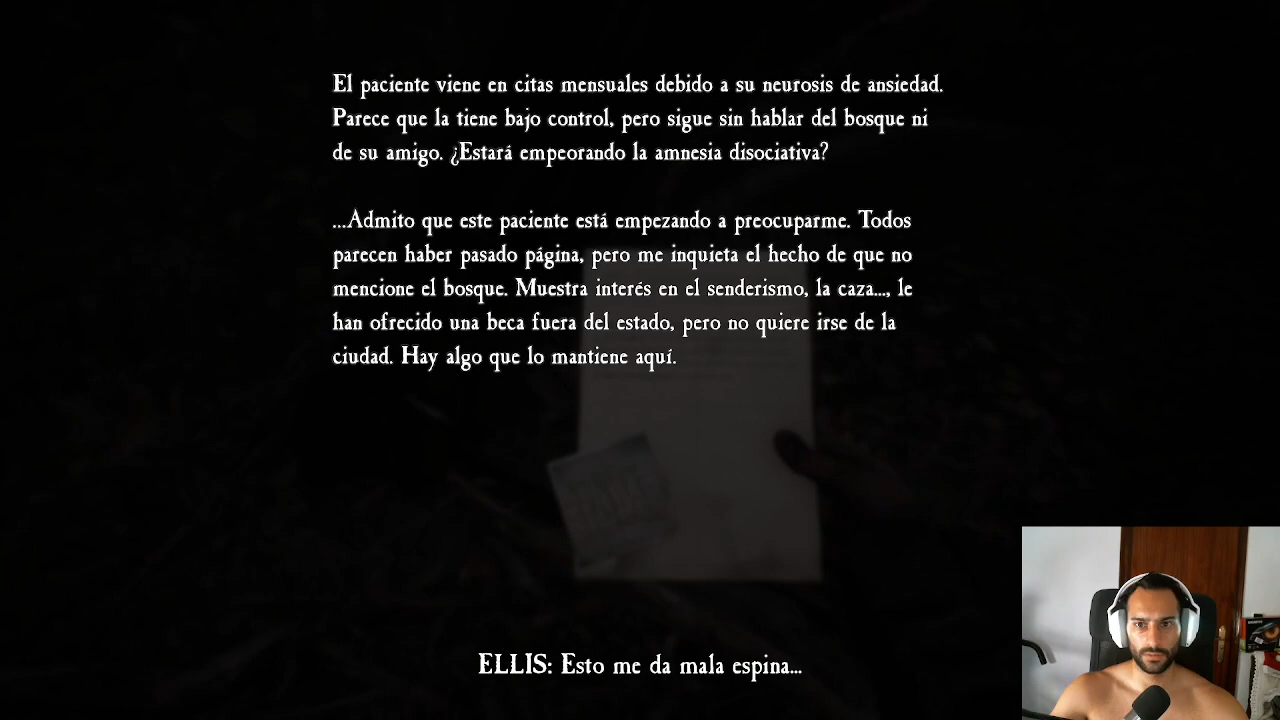 El paciente viene en citas mensuales debido a su neurosis de ansiedad.
Parece que la tiene bajo control, pero sigue sin hablar del bosque ni
de su amigo. ¿Estará empeorando la amnesia disociativa?
...Admito que este paciente está empezando a preocuparme. Todos
parecen haber pasado página, pero me inquieta el hecho de que no
mencione el bosque. Muestra interés en el senderismo, la caza..., le
han ofrecido una beca fuera del estado, pero no quiere irse de la
ciudad. Hay algo que lo mantiene aquí.
ELLIS: Esto me da mala espina...